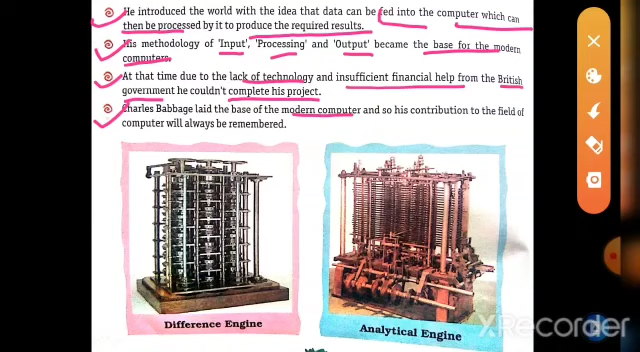 He introduced the world with the idea that data can be fed into the computer which can
then be processed by it to produce the required results.
His methodology of 'Input', 'Processing' and 'Output' became the base for the modern
computers.
At that time due to the lack of technology and insufficient financial help from the British
government he couldn't complete his project.
Charles Babbage laid the base of the modern computer and so his contribution to the field of
computer will always be remembered.
Difference Engine
Analytical Engine
XRecorder